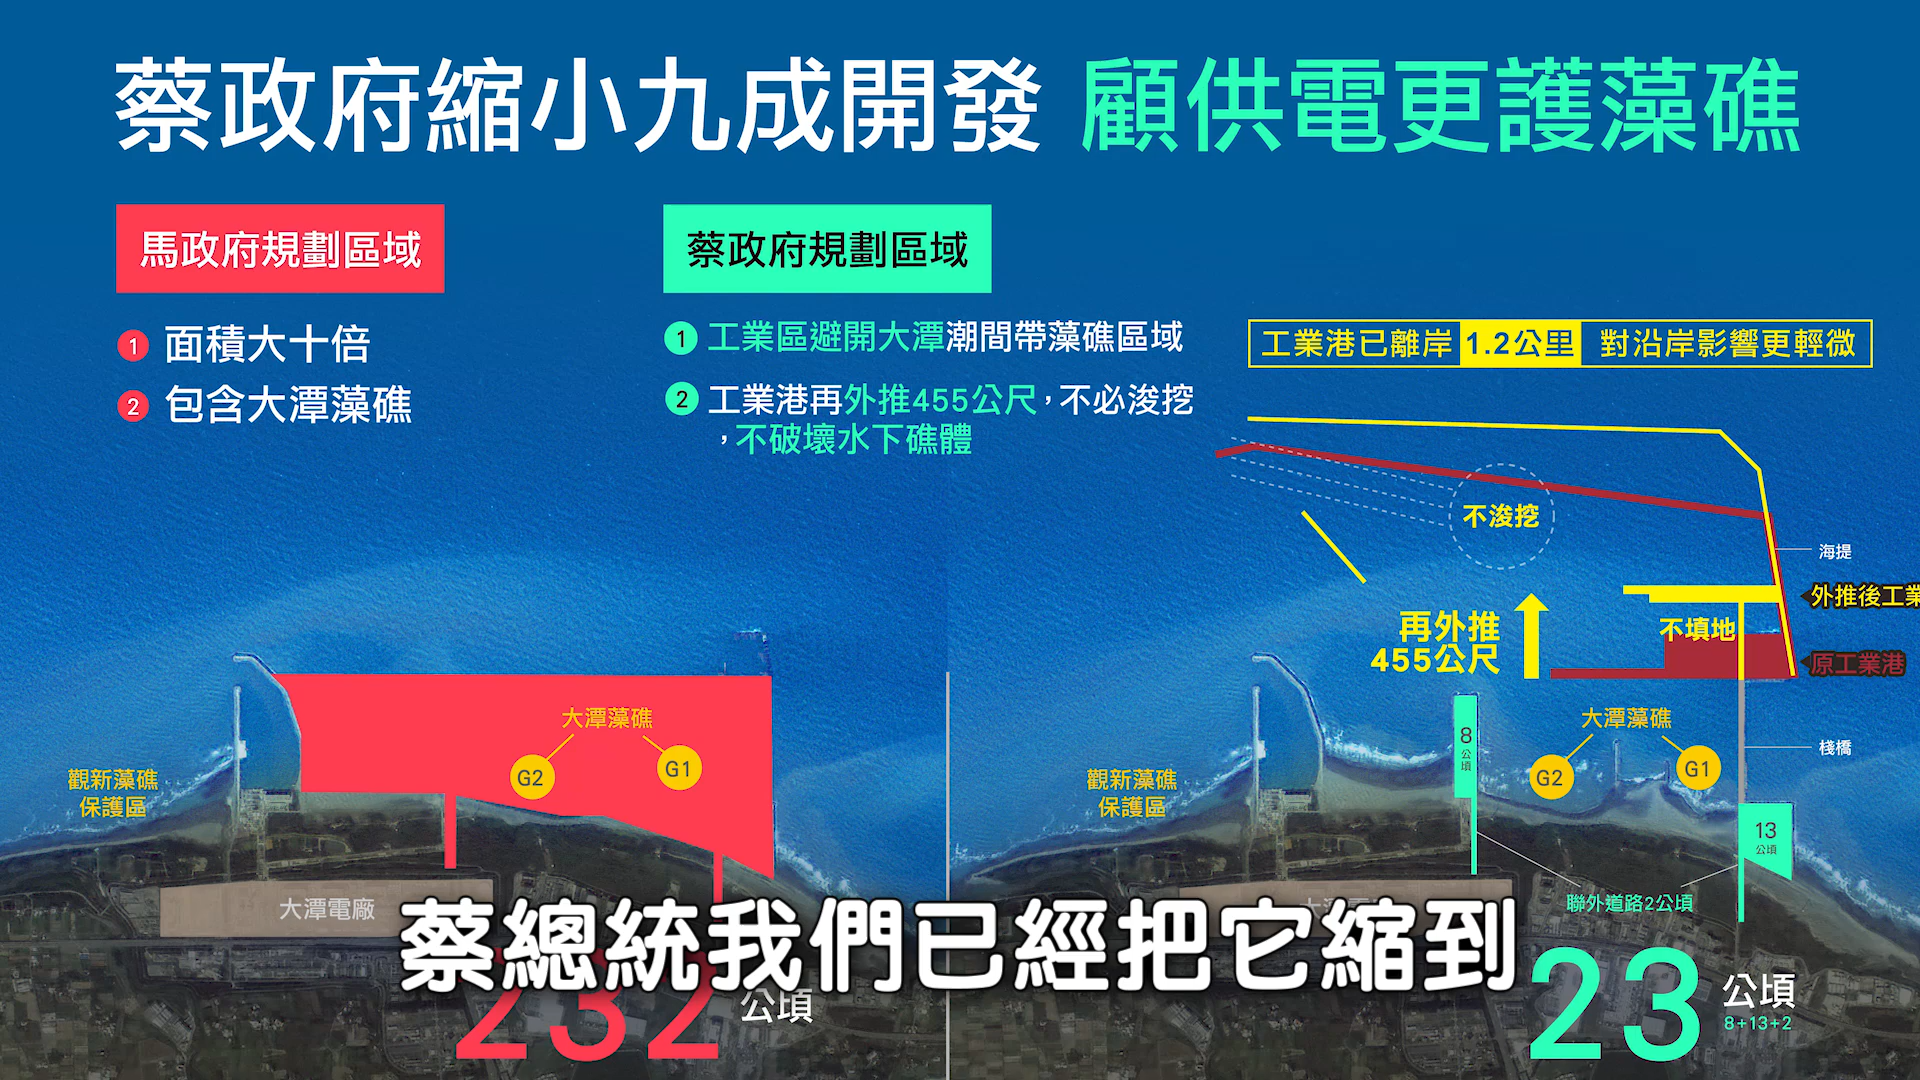 蔡政府縮小九成開發 顧供電更護藻礁
馬政府規劃區域
1 面積大十倍
2 包含大潭藻礁
蔡政府規劃區域
1 工業區避開大潭潮間帶藻礁區域
2 工業港再外推455公尺，不必浚挖
，不破壞水下礁體
工業港已離岸 1.2公里 對沿岸影響更輕微
不浚挖
海提
外推後工業
不填地
再外推
455公尺
原工業港
大潭藻礁
G2
G1
觀新藻礁
保護區
大潭電廠
232
公頃
8
公頃
大潭藻礁
G2
G1
棧橋
觀新藻礁
保護區
13
公頃
聯外道路2公頃
23
公頃
8+13+2
蔡總統我們已經把它縮到